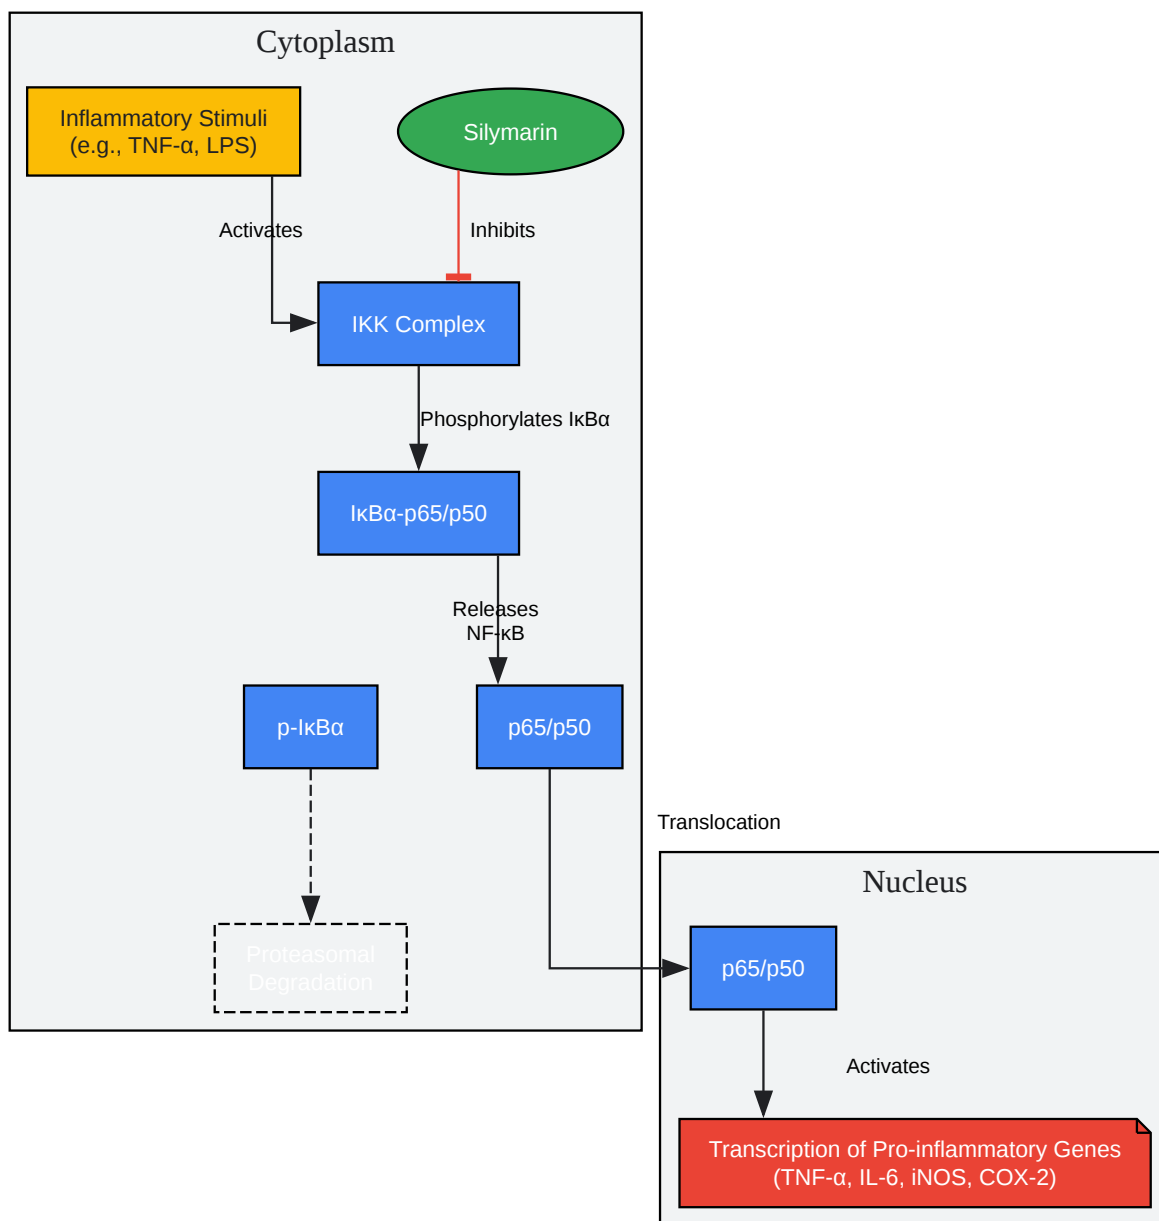 Cytoplasm
Inflammatory Stimuli
(e.g., TNF-α, LPS)
Silymarin
Activates
Inhibits
IKK Complex
Phosphorylates IκBα
IκBα-p65/p50
Releases
NF-κB
p-IκBα
p65/p50
Translocation
Nucleus
Proteasomal
Degradation
p65/p50
Activates
Transcription of Pro-inflammatory Genes
(TNF-α, IL-6, iNOS, COX-2)